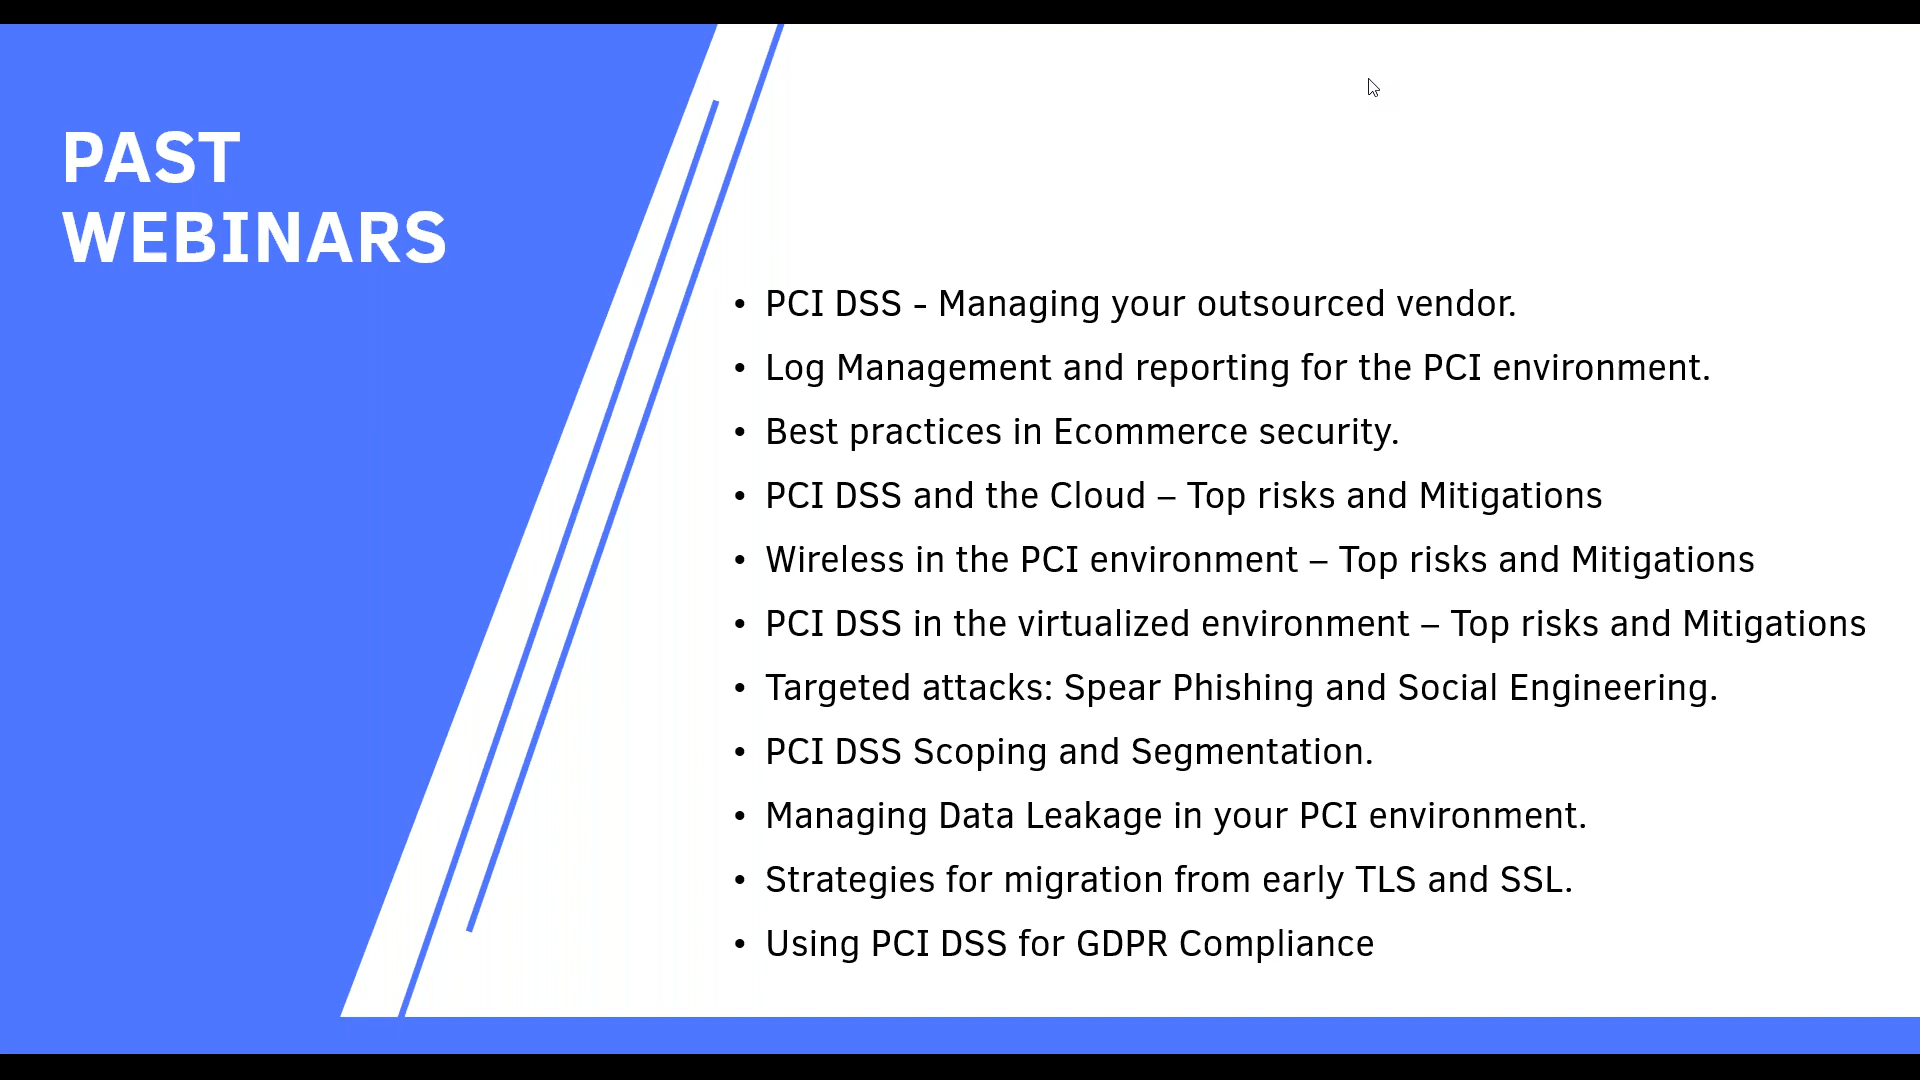 PAST
WEBINARS
• PCI DSS - Managing your outsourced vendor.
• Log Management and reporting for the PCI environment.
• Best practices in Ecommerce security.
• PCI DSS and the Cloud – Top risks and Mitigations
• Wireless in the PCI environment – Top risks and Mitigations
• PCI DSS in the virtualized environment – Top risks and Mitigations
• Targeted attacks: Spear Phishing and Social Engineering.
• PCI DSS Scoping and Segmentation.
• Managing Data Leakage in your PCI environment.
• Strategies for migration from early TLS and SSL.
• Using PCI DSS for GDPR Compliance